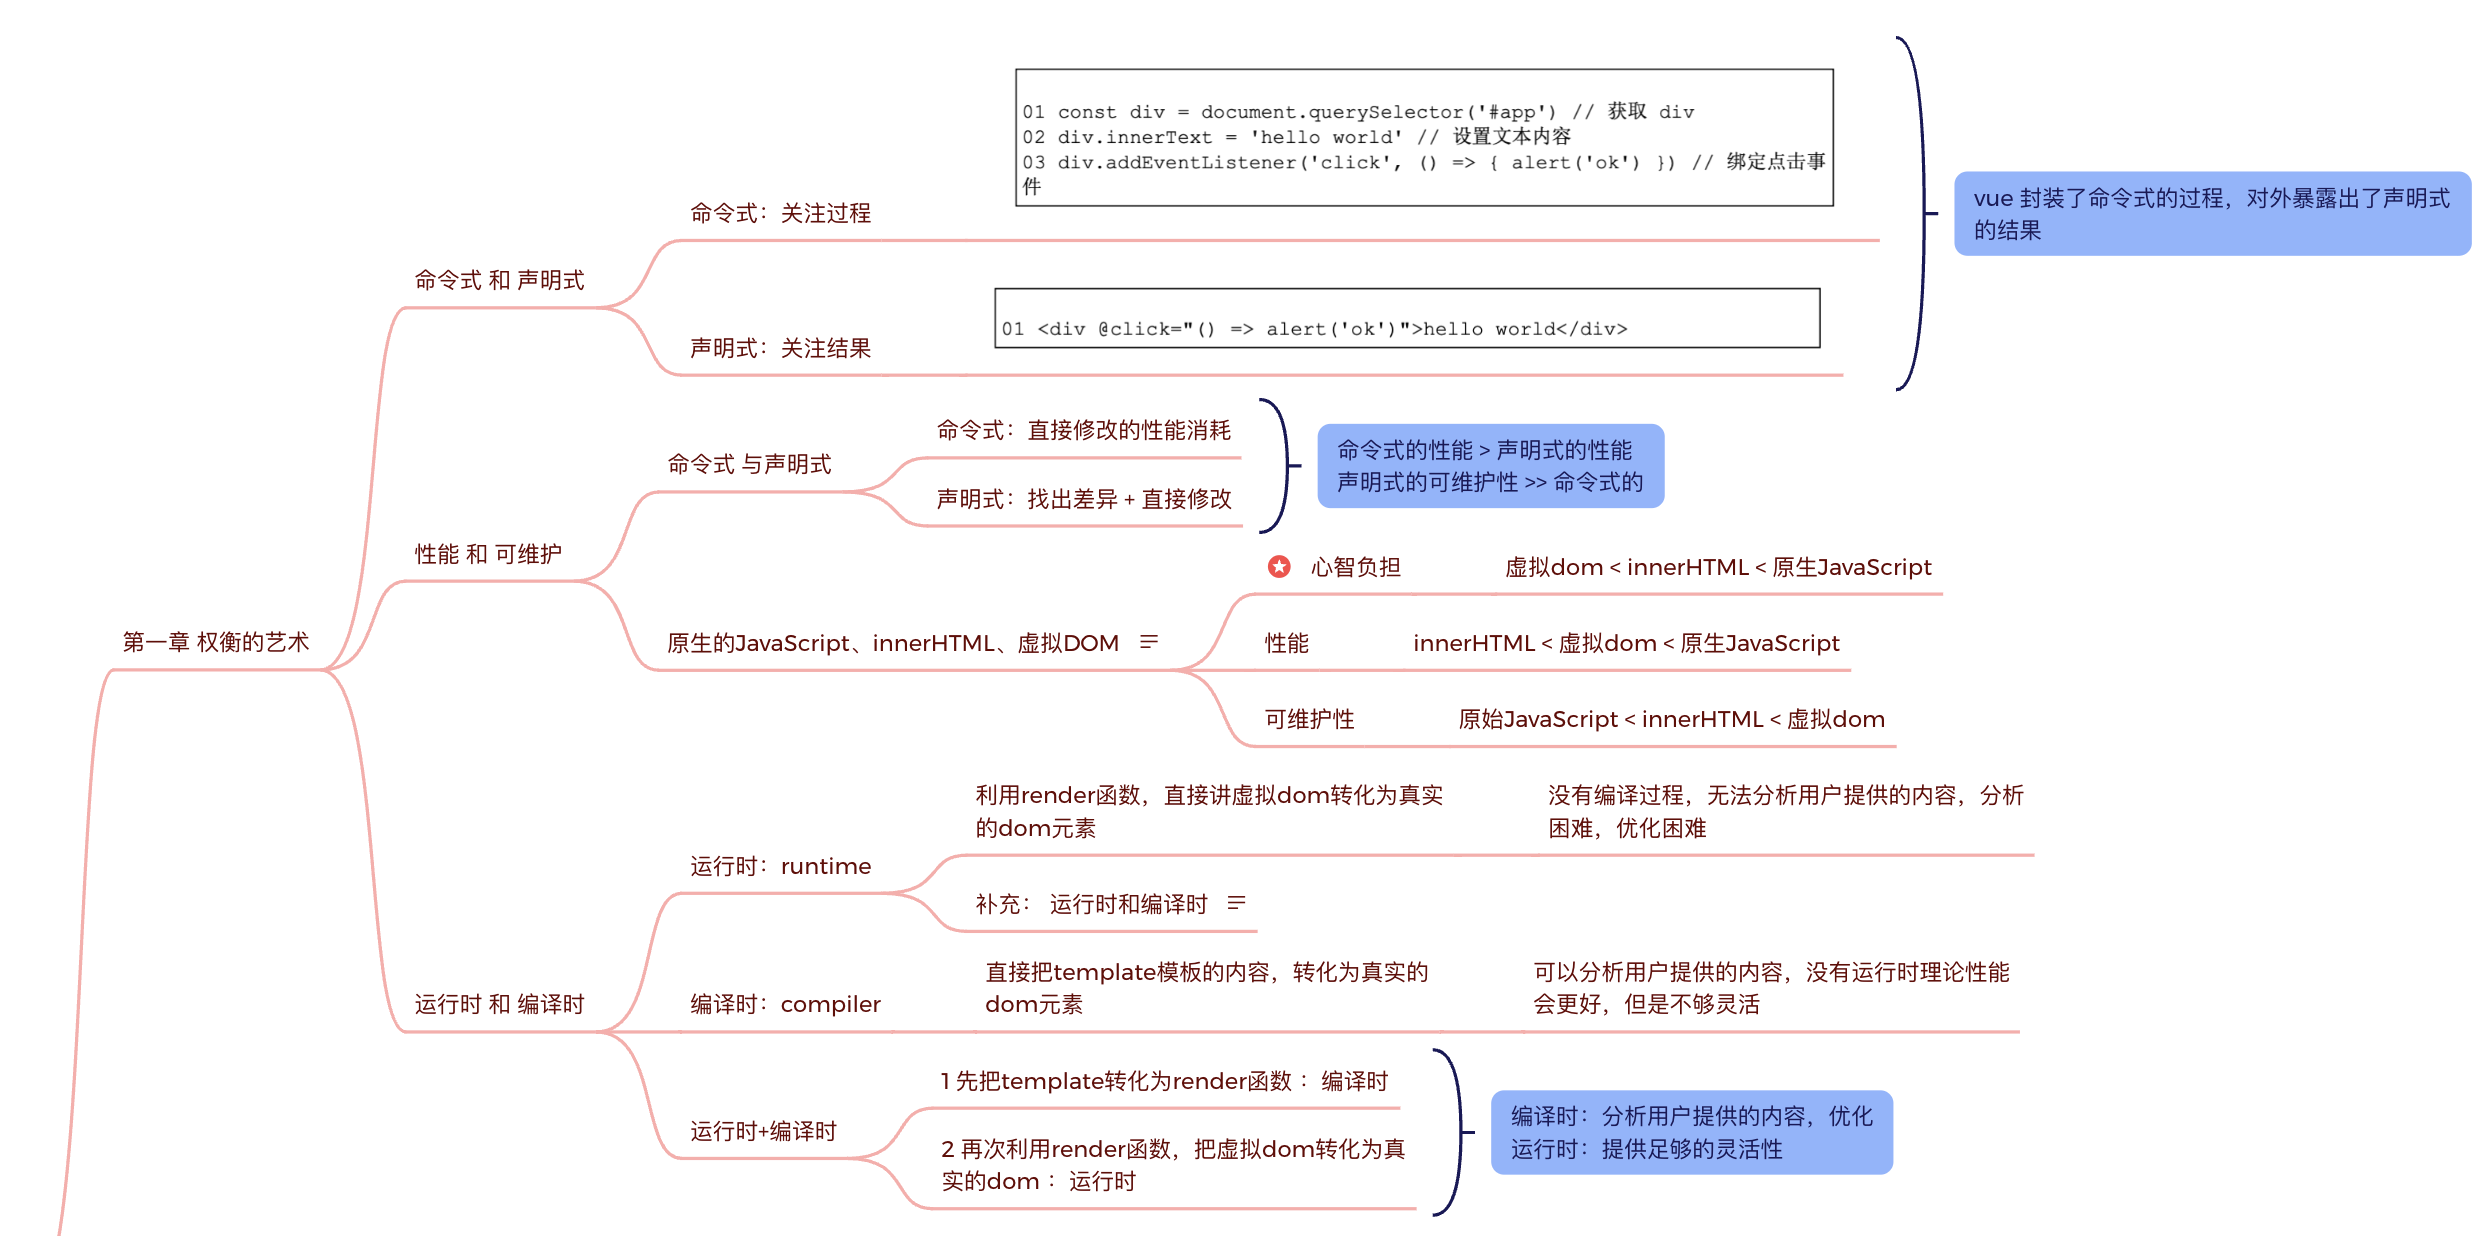 01 const div = document.querySelector('#app') // 获取 div
02 div.innerText = 'hello world' // 设置文本内容
03 div.addEventListener('click', () => { alert('ok') }) // 绑定点击事
件
命令式：关注过程
vue 封装了命令式的过程，对外暴露出了声明式
的结果
命令式 和 声明式
01 <div @click="() => alert('ok')">hello world</div>
声明式：关注结果
命令式：直接修改的性能消耗
命令式 与声明式
声明式：找出差异 + 直接修改
命令式的性能 > 声明式的性能
声明式的可维护性 >> 命令式的
性能 和 可维护
心智负担
虚拟dom < innerHTML < 原生JavaScript
第一章 权衡的艺术
原生的JavaScript、innerHTML、虚拟DOM
性能
innerHTML < 虚拟dom < 原生JavaScript
可维护性
原始JavaScript < innerHTML < 虚拟dom
利用render函数，直接讲虚拟dom转化为真实
的dom元素
没有编译过程，无法分析用户提供的内容，分析
困难，优化困难
运行时：runtime
补充： 运行时和编译时
运行时 和 编译时
编译时：compiler
直接把template模板的内容，转化为真实的
dom元素
可以分析用户提供的内容，没有运行时理论性能
会更好，但是不够灵活
运行时+编译时
1 先把template转化为render函数 ：编译时
2 再次利用render函数，把虚拟dom转化为真
实的dom ：运行时
编译时：分析用户提供的内容，优化
运行时：提供足够的灵活性